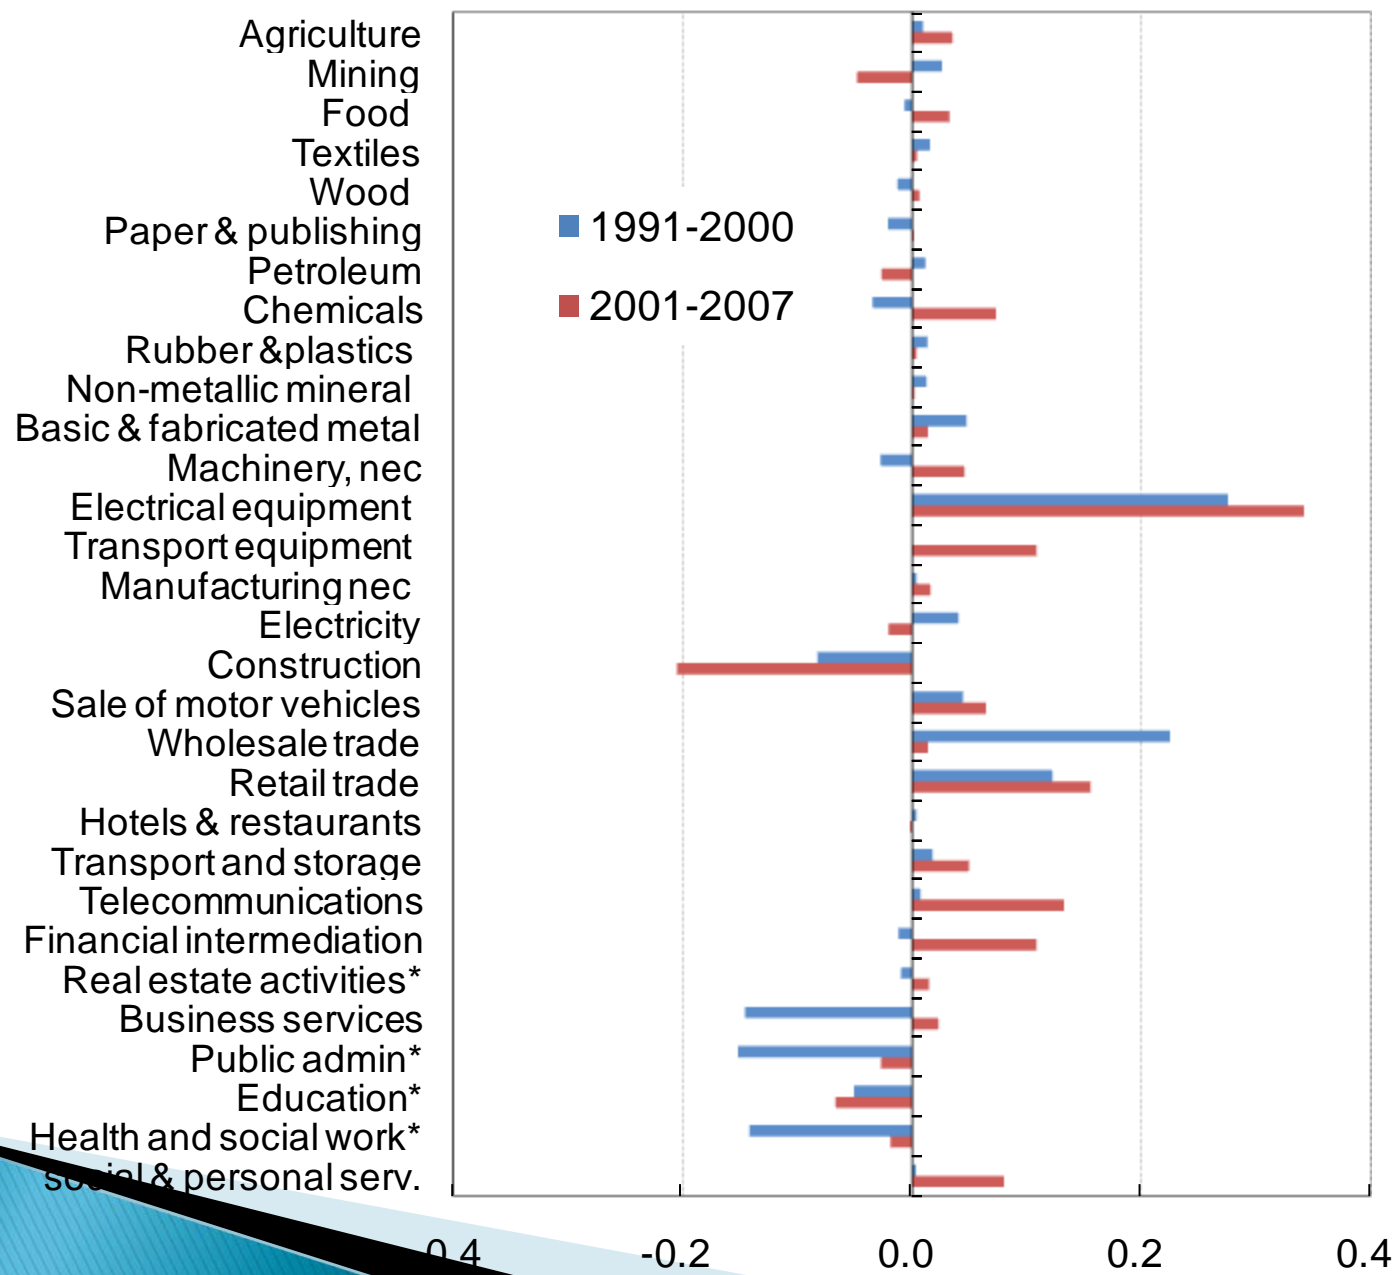 Agriculture
Mining
Food
Textiles
Wood
Paper & publishing
1991-2000
Petroleum
Chemicals
2001-2007
Rubber &plastics
Non-metallic mineral
Basic & fabricated metal
Machinery, nec
Electrical equipment
Transport equipment
Manufacturing nec
Electricity
Construction
Sale of motor vehicles
Wholesale trade
Retail trade
Hotels & restaurants
Transport and storage
Telecommunications
Financial intermediation
Real estate activities*
Business services
Public admin*
Education*
Health and social work*
social & personal serv.
0.4 -0.2 0.0 0.2 0.4